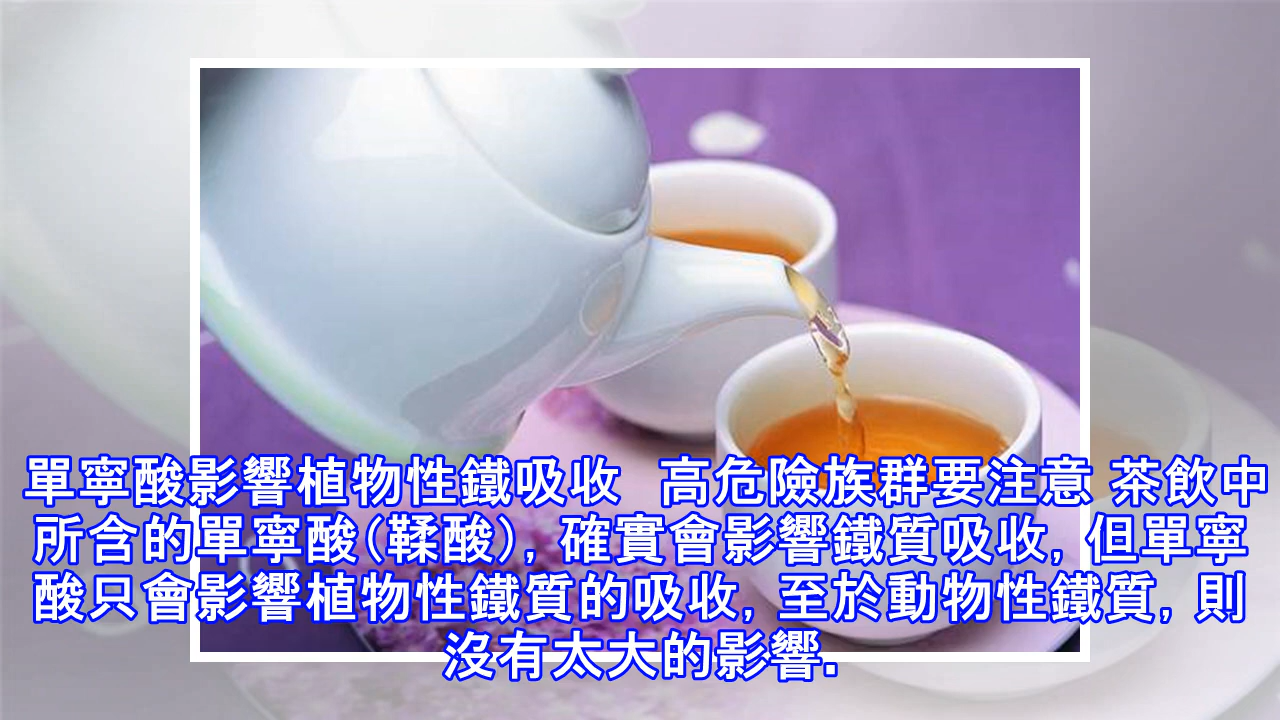 單寧酸影響植物性鐵吸收 高危險族群要注意 茶飲中
所含的單寧酸(鞣酸), 確實會影響鐵質吸收, 但單寧
酸只會影響植物性鐵質的吸收, 至於動物性鐵質, 則
沒有太大的影響.